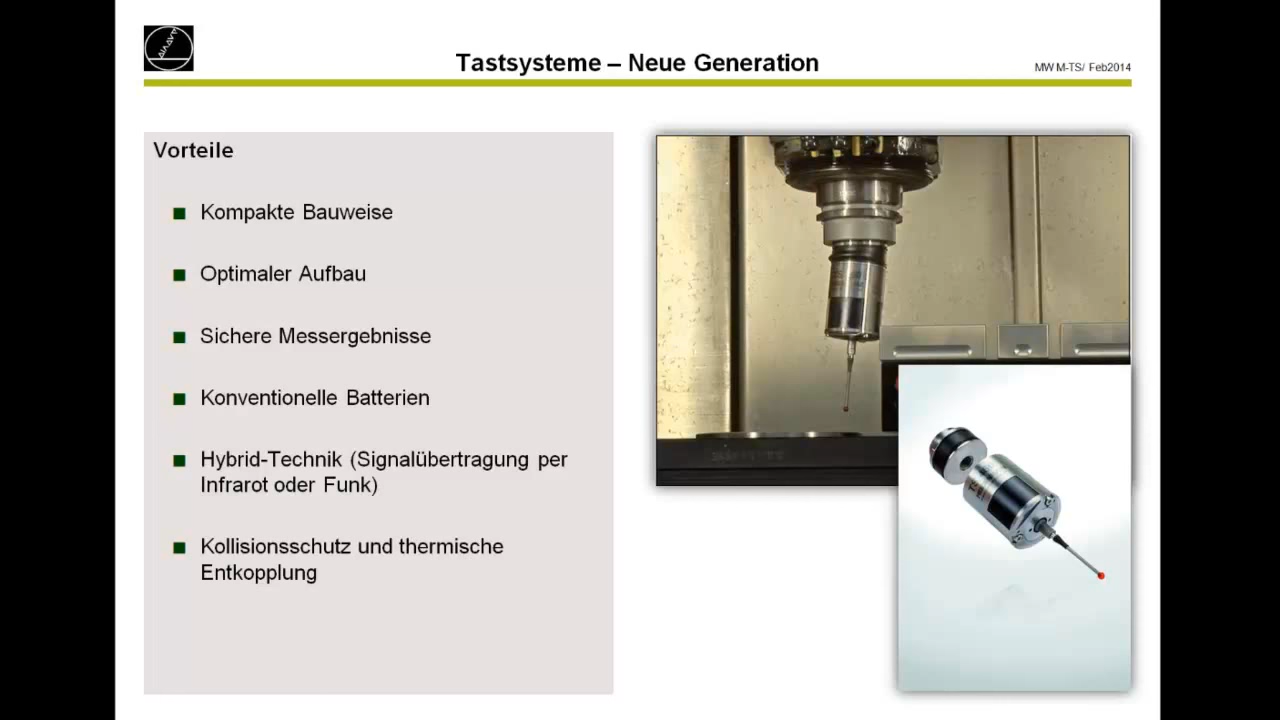 Tastsysteme – Neue Generation
MW M-TS/ Feb2014
Vorteile
Kompakte Bauweise
Optimaler Aufbau
Sichere Messergebnisse
Konventionelle Batterien
Hybrid-Technik (Signalübertragung per
Infrarot oder Funk)
Kollisionsschutz und thermische
Entkopplung